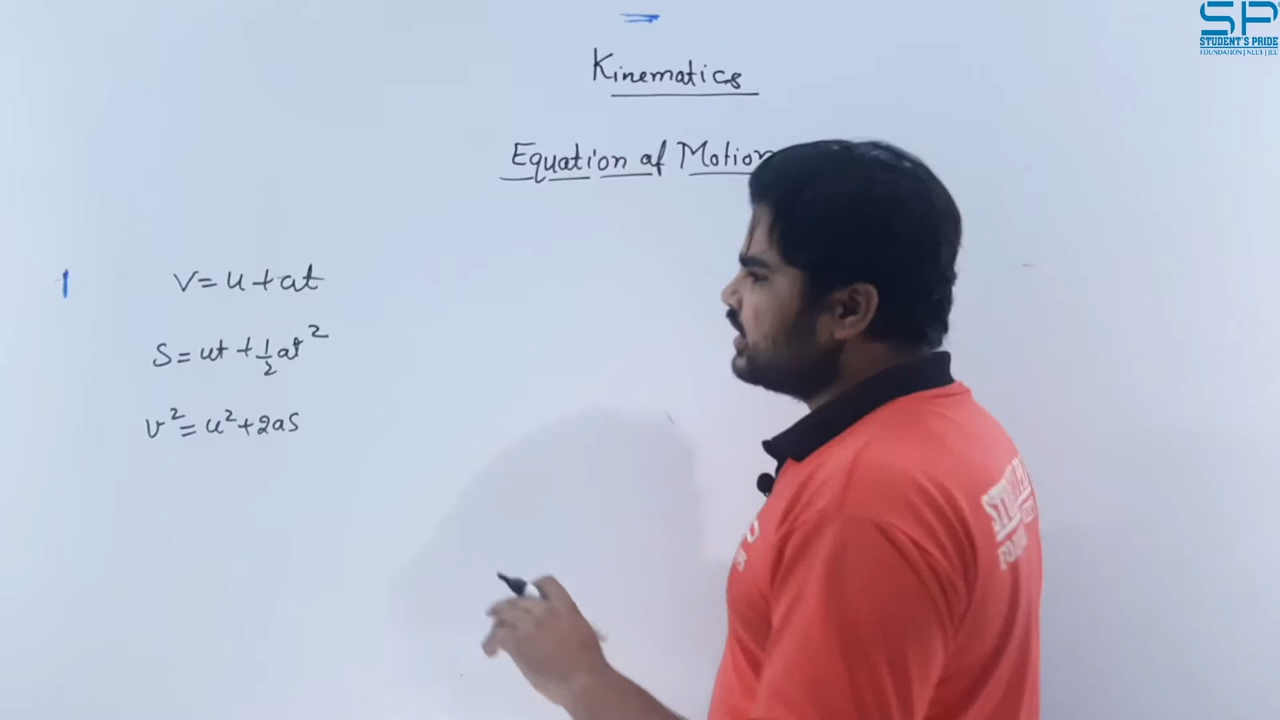 SP
STUDENT'S PRIDE
FOUNDATION | NEET | JEE
Kinematics
Equation of Motion
1
V = u + at
S = ut + 1/2 at²
v² = u² + 2as